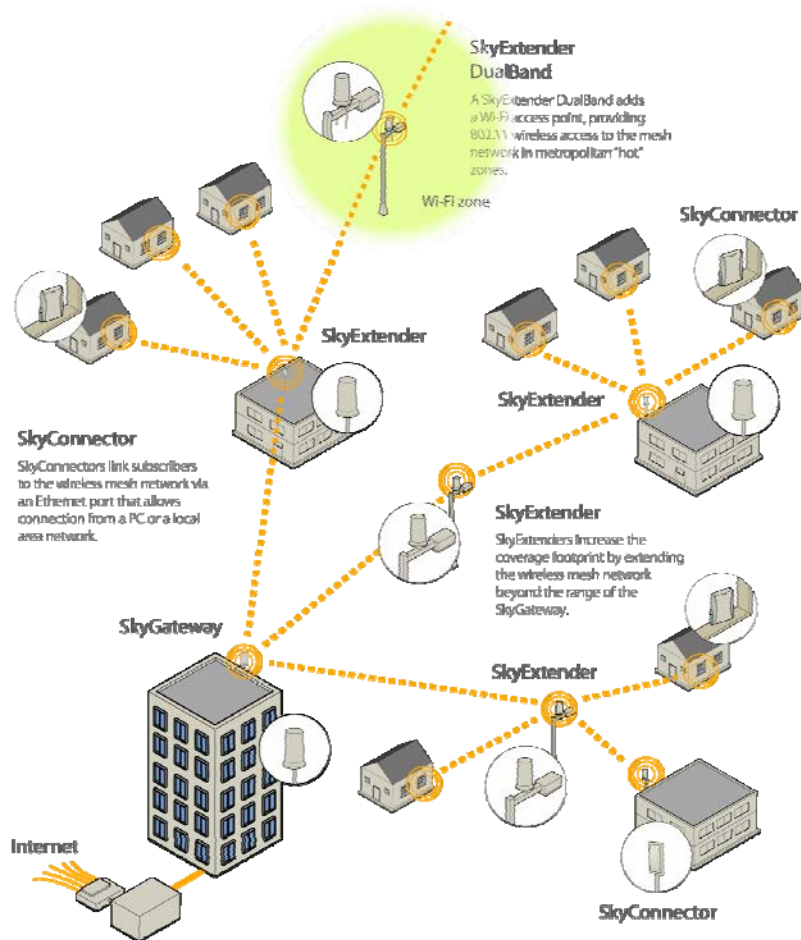 SkyExtender
DualBand
A SkyExtender DualBand adds
a Wi-Fi access point, providing
802.11 wireless access to the mesh
network in metropolitan "hot"
zones.
Wi-Fi zone
SkyConnector
SkyExtender
SkyExtender
SkyConnector
SkyConnectors link subscribers
to the wireless mesh network via
an Ethernet port that allows
connection from a PC or a local
area network.
SkyExtender
SkyExtenders increase the
coverage footprint by extending
the wireless mesh network
beyond the range of the
SkyGateway.
SkyGateway
SkyExtender
Internet
SkyConnector